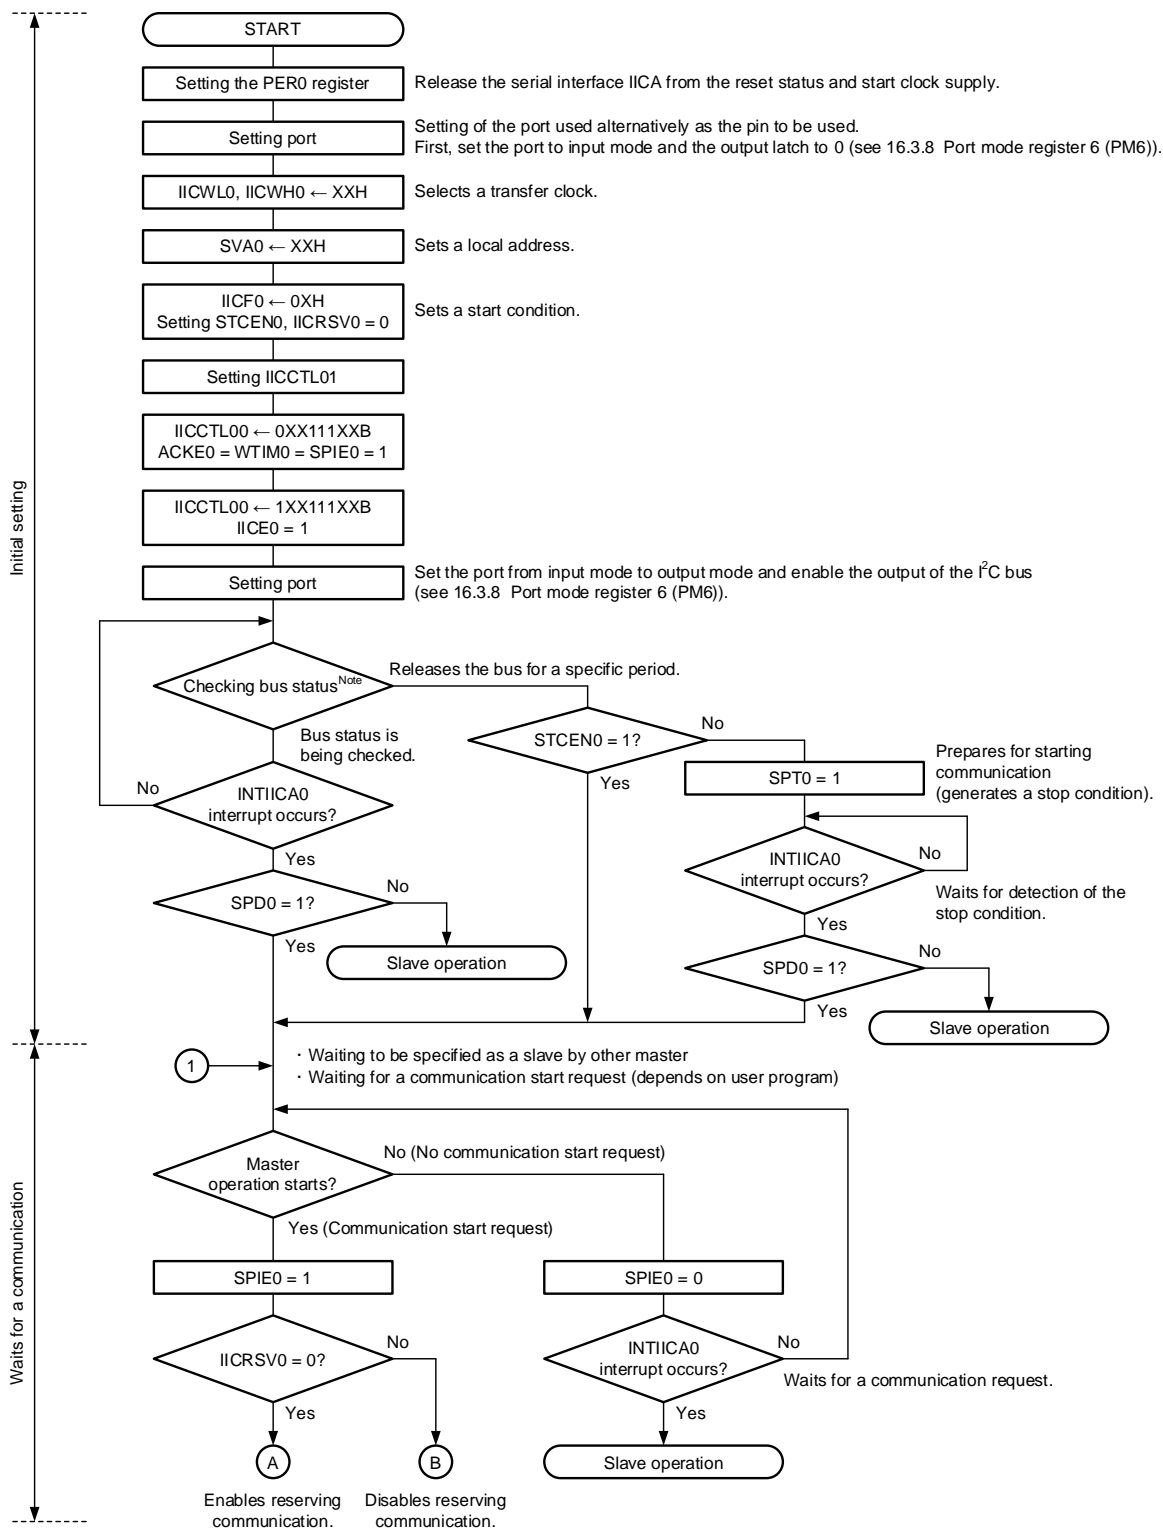 START
Setting the PER0 register
Release the serial interface IICA from the reset status and start clock supply.
Setting port
Setting of the port used alternatively as the pin to be used.
First, set the port to input mode and the output latch to 0 (see 16.3.8 Port mode register 6 (PM6)).
IICWL0, IICWH0 ← XXH
Selects a transfer clock.
SVA0 ← XXH
Sets a local address.
IICF0 ← 0XH
Setting STCEN0, IICRSV0 = 0
Sets a start condition.
Setting IICCTL01
IICCTL00 ← 0XX111XXB
ACKE0 = WTIM0 = SPIE0 = 1
IICCTL00 ← 1XX111XXB
IICE0 = 1
Initial setting
Setting port
Set the port from input mode to output mode and enable the output of the I²C bus
(see 16.3.8 Port mode register 6 (PM6)).
Checking bus statusNote
Releases the bus for a specific period.
Bus status is
being checked.
STCEN0 = 1?
No
Yes
SPT0 = 1
Prepares for starting
communication
(generates a stop condition).
No
INTIICA0
interrupt occurs?
Yes
INTIICA0
interrupt occurs?
No
Waits for detection of the
stop condition.
Yes
SPD0 = 1?
No
Yes
Slave operation
SPD0 = 1?
No
Yes
Slave operation
1
· Waiting to be specified as a slave by other master
· Waiting for a communication start request (depends on user program)
Waits for a communication
Master
operation starts?
No (No communication start request)
Yes (Communication start request)
SPIE0 = 1
SPIE0 = 0
IICRSV0 = 0?
No
Yes
INTIICA0
interrupt occurs?
No
Waits for a communication request.
Yes
A
B
Slave operation
Enables reserving
communication.
Disables reserving
communication.